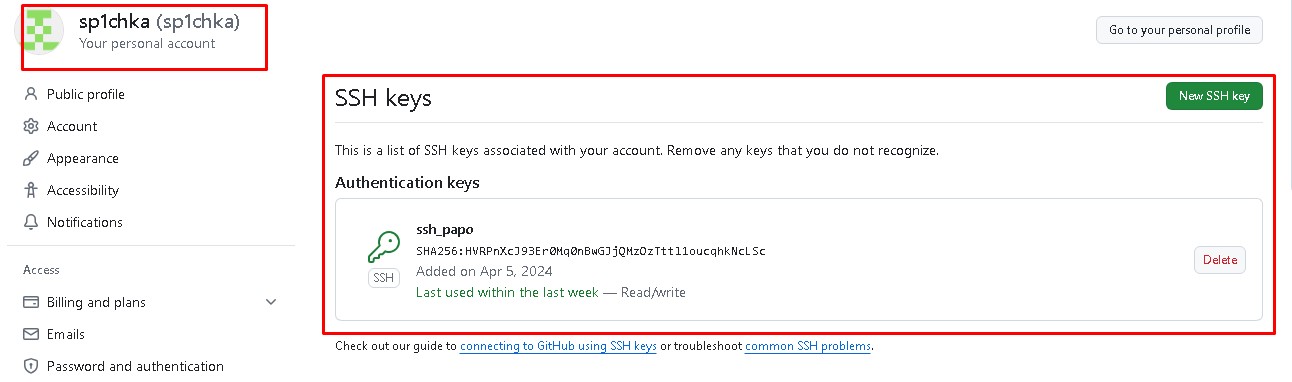 sp1chka (sp1chka)
Your personal account
Go to your personal profile
Public profile
Account
Appearance
Accessibility
Notifications
Access
Billing and plans
Emails
Password and authentication
SSH keys
New SSH key
This is a list of SSH keys associated with your account. Remove any keys that you do not recognize.
Authentication keys
ssh_papo
SHA256:HVRPnXcJ93Er0Mq0nBwGJjQMzOzTttl1oucqhkNcLSc
Added on Apr 5, 2024
Last used within the last week — Read/write
SSH
Delete
Check out our guide to connecting to GitHub using SSH keys or troubleshoot common SSH problems.